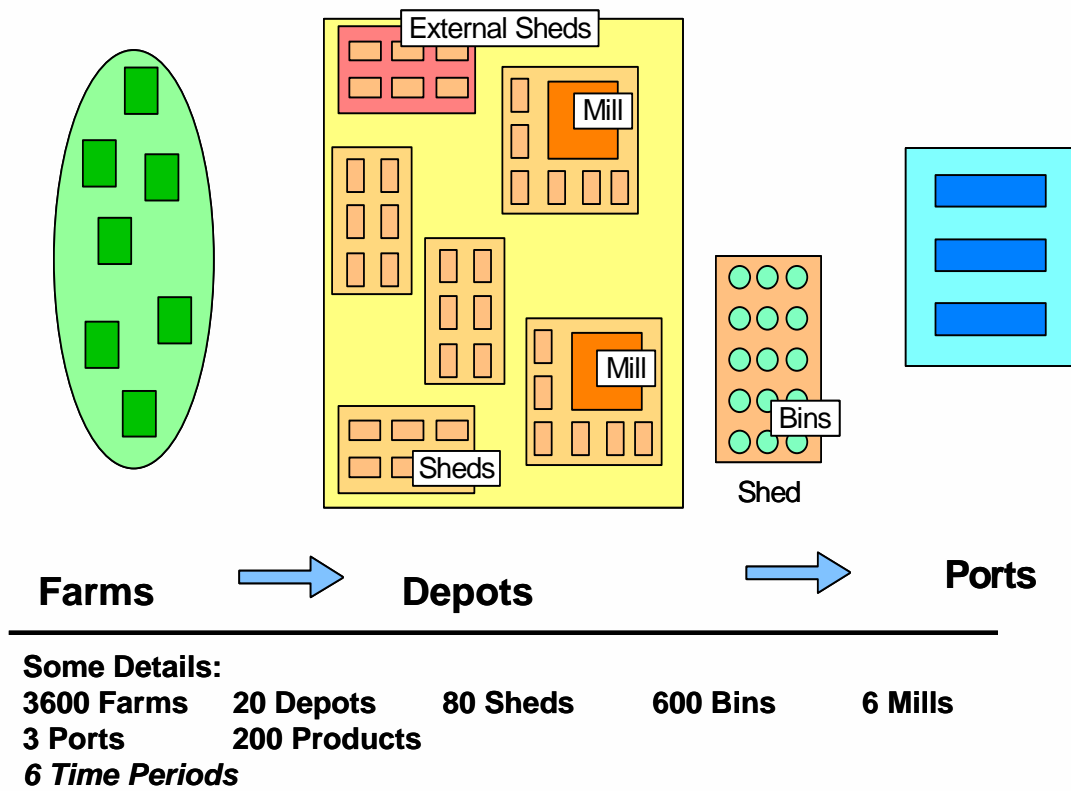 External Sheds
Mill
Mill
Bins
Sheds
Shed
Farms
Depots
Ports
Some Details:
3600 Farms 20 Depots 80 Sheds 600 Bins 6 Mills
3 Ports 200 Products
6 Time Periods